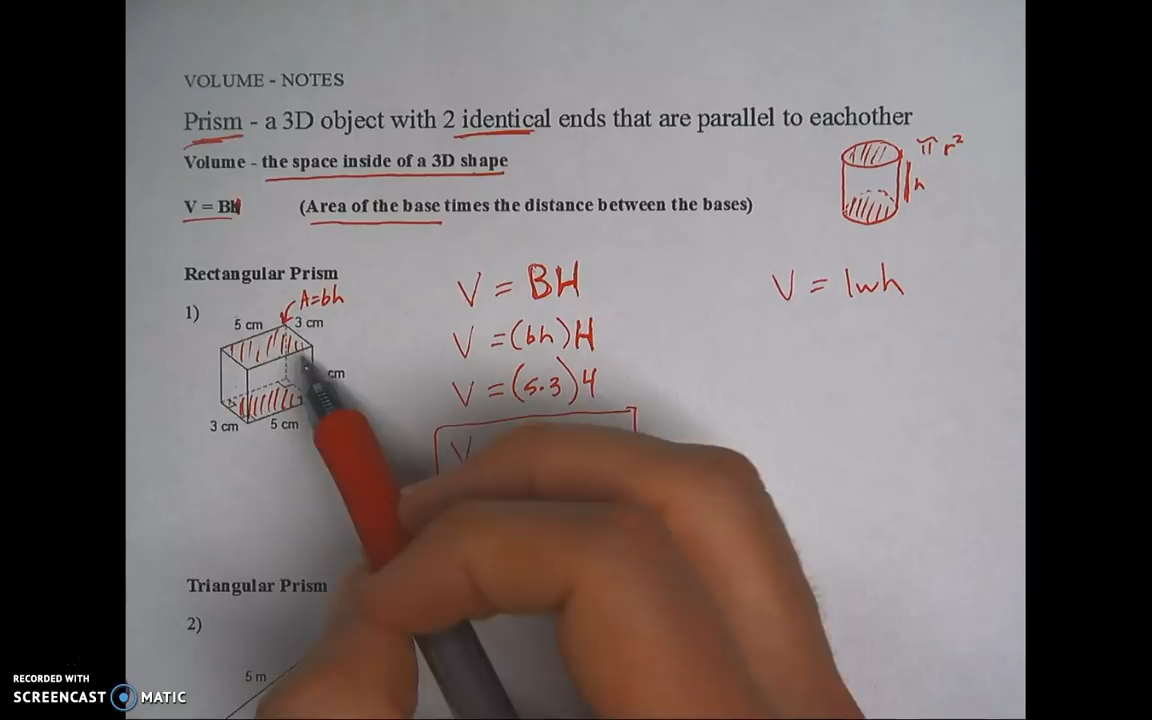 VOLUME - NOTES
Prism - a 3D object with 2 identical ends that are parallel to eachother
Volume - the space inside of a 3D shape
π r²
h
V = BH (Area of the base times the distance between the bases)
Rectangular Prism
V = BH
V = lwh
1)
A=bh
5 cm
3 cm
V = (bh)H
cm
V = (5·3)4
3 cm
5 cm
V
Triangular Prism
2)
5 m
RECORDED WITH
SCREENCAST MATIC